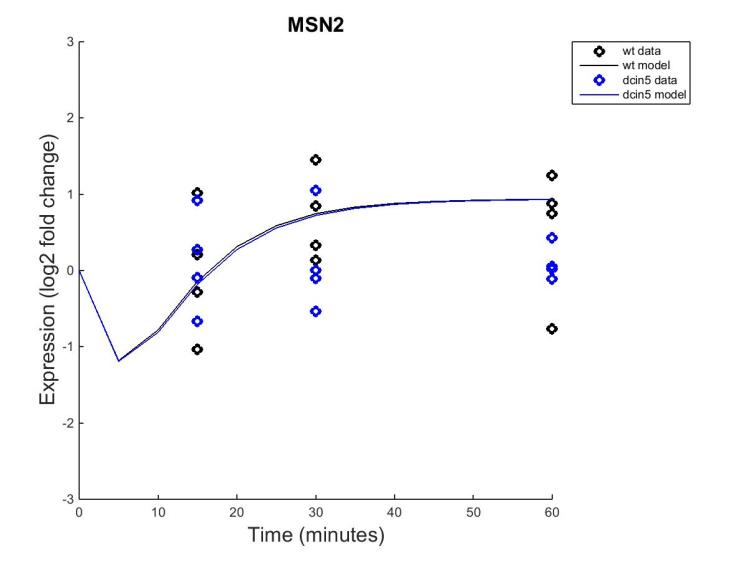 MSN2
wt data
wt model
dcin5 data
dcin5 model
Expression (log2 fold change)
3
2
1
0
-1
-2
-3
0 10 20 30 40 50 60
Time (minutes)